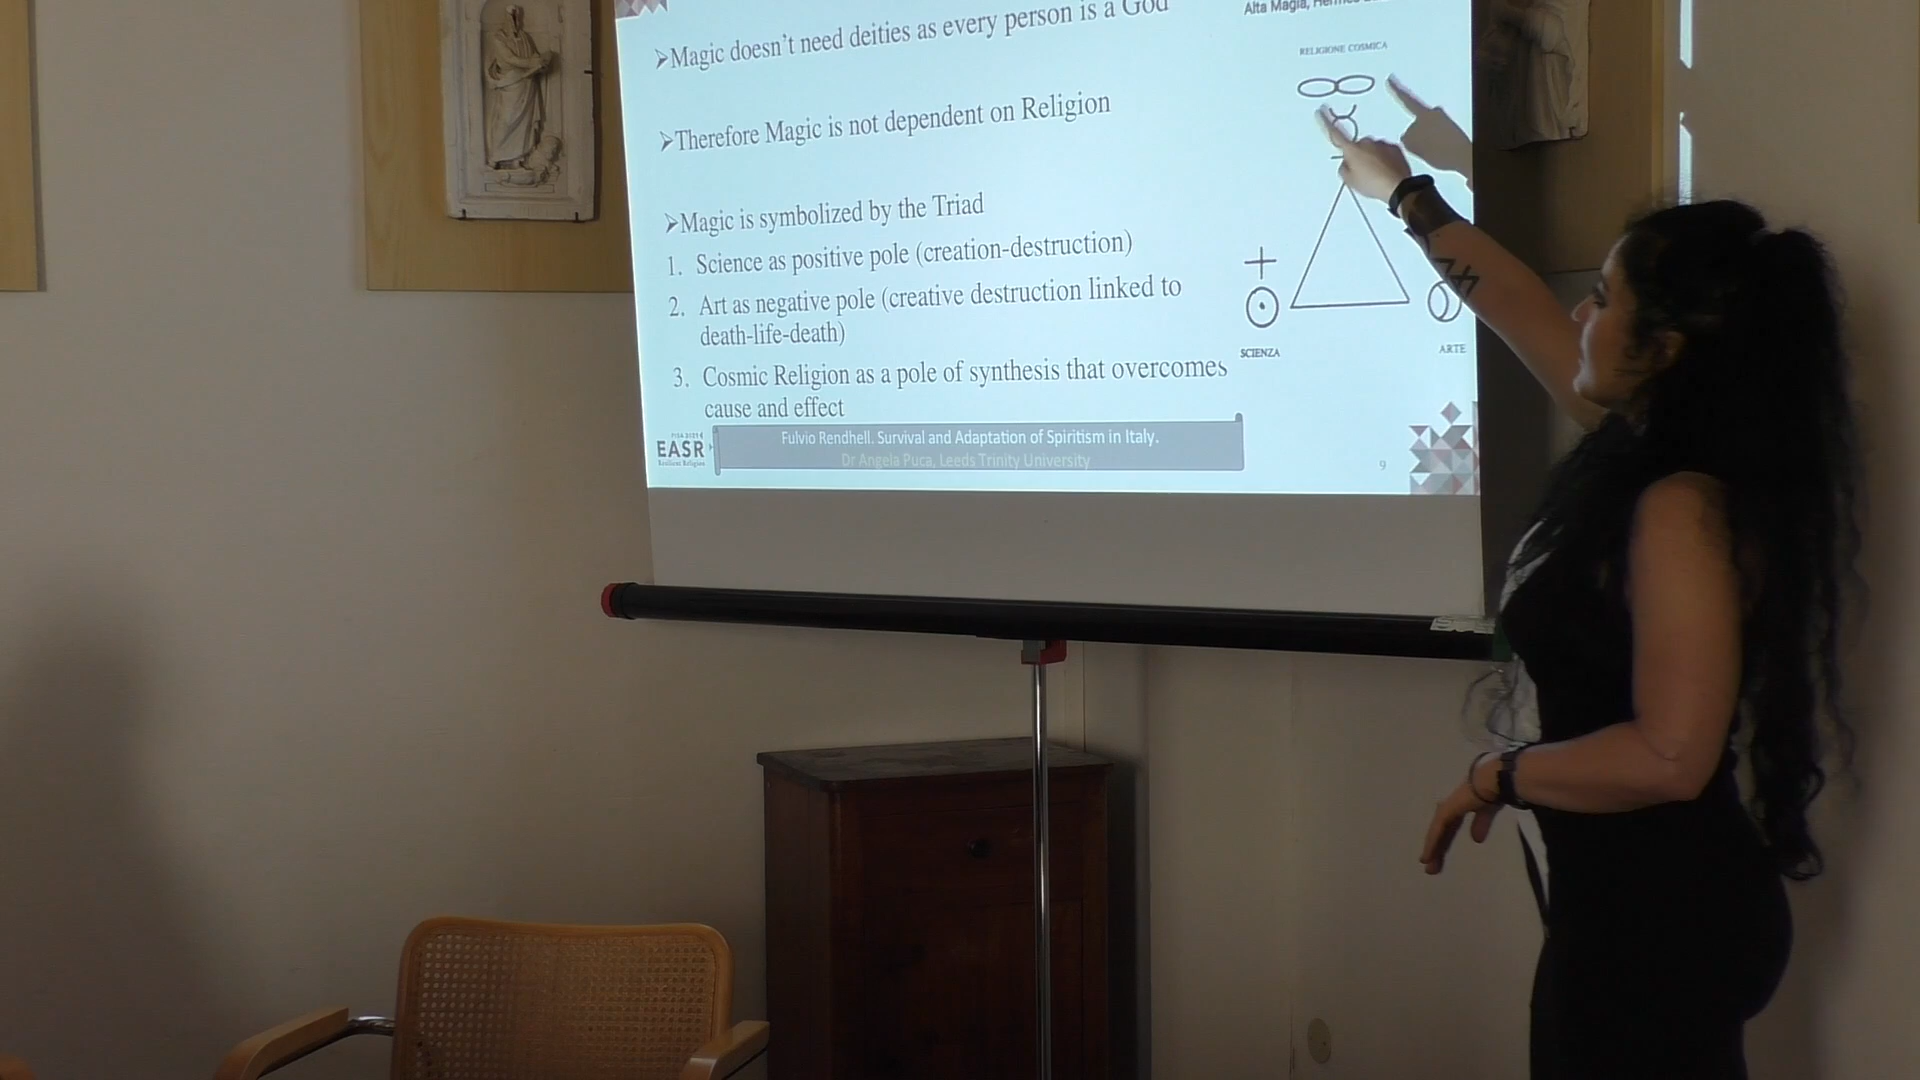 ➢Magic doesn't need deities as every person is a God
Alta Magia,
➢Therefore Magic is not dependent on Religion
➢Magic is symbolized by the Triad
1. Science as positive pole (creation-destruction)
2. Art as negative pole (creative destruction linked to
death-life-death)
3. Cosmic Religion as a pole of synthesis that overcomes
cause and effect
RELIGIONE COSMICA
+
SCIENZA
ARTE
EASR
Resilient Religion
Fulvio Rendhell. Survival and Adaptation of Spiritism in Italy.
Dr Angela Puca, Leeds Trinity University
9